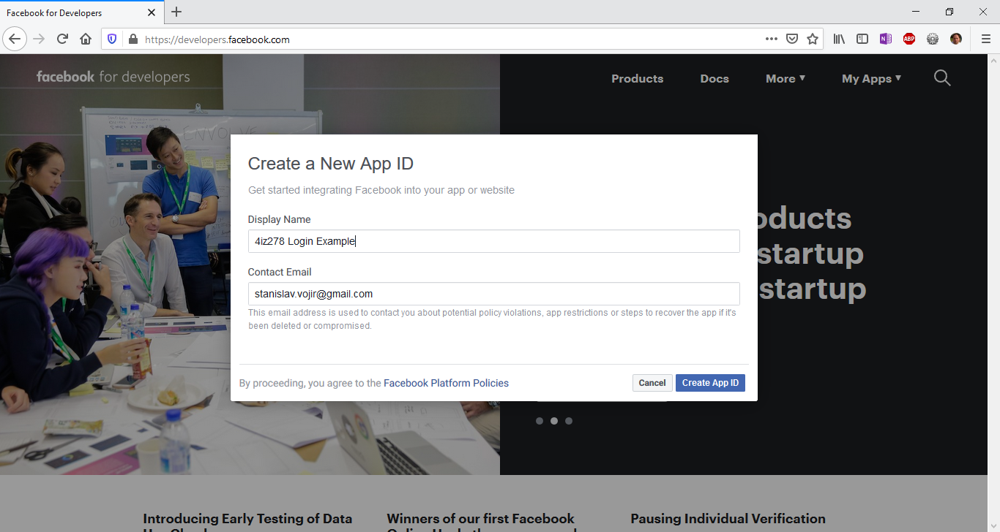 Facebook for Developers
https://developers.facebook.com
N
ABP
facebook for developers
Products
Docs
More
My Apps
ENVOLVE
Create a New App ID
Get started integrating Facebook into your app or website
Display Name
4iz278 Login Example
Contact Email
stanislav.vojir@gmail.com
This email address is used to contact you about potential policy violations, app restrictions or steps to recover the app if it's
been deleted or compromised.
By proceeding, you agree to the Facebook Platform Policies
Cancel
Create App ID
oducts
startup
startup
Introducing Early Testing of Data
Winners of our first Facebook
Pausing Individual Verification